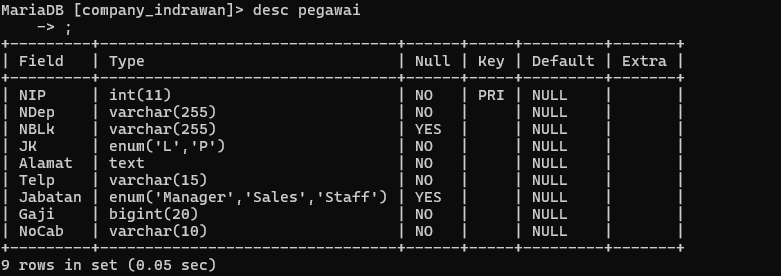 MariaDB [company_indrawan]> desc pegawai
    -> ;
+---------+-----------------------------------+------+-----+---------+-------+
| Field   | Type                              | Null | Key | Default | Extra |
+---------+-----------------------------------+------+-----+---------+-------+
| NIP     | int(11)                           | NO   | PRI | NULL    |       |
| NDep    | varchar(255)                      | NO   |     | NULL    |       |
| NBLk    | varchar(255)                      | YES  |     | NULL    |       |
| JK      | enum('L','P')                     | NO   |     | NULL    |       |
| Alamat  | text                              | NO   |     | NULL    |       |
| Telp    | varchar(15)                       | NO   |     | NULL    |       |
| Jabatan | enum('Manager','Sales','Staff')   | YES  |     | NULL    |       |
| Gaji    | bigint(20)                        | NO   |     | NULL    |       |
| NoCab   | varchar(10)                       | NO   |     | NULL    |       |
+---------+-----------------------------------+------+-----+---------+-------+
9 rows in set (0.05 sec)